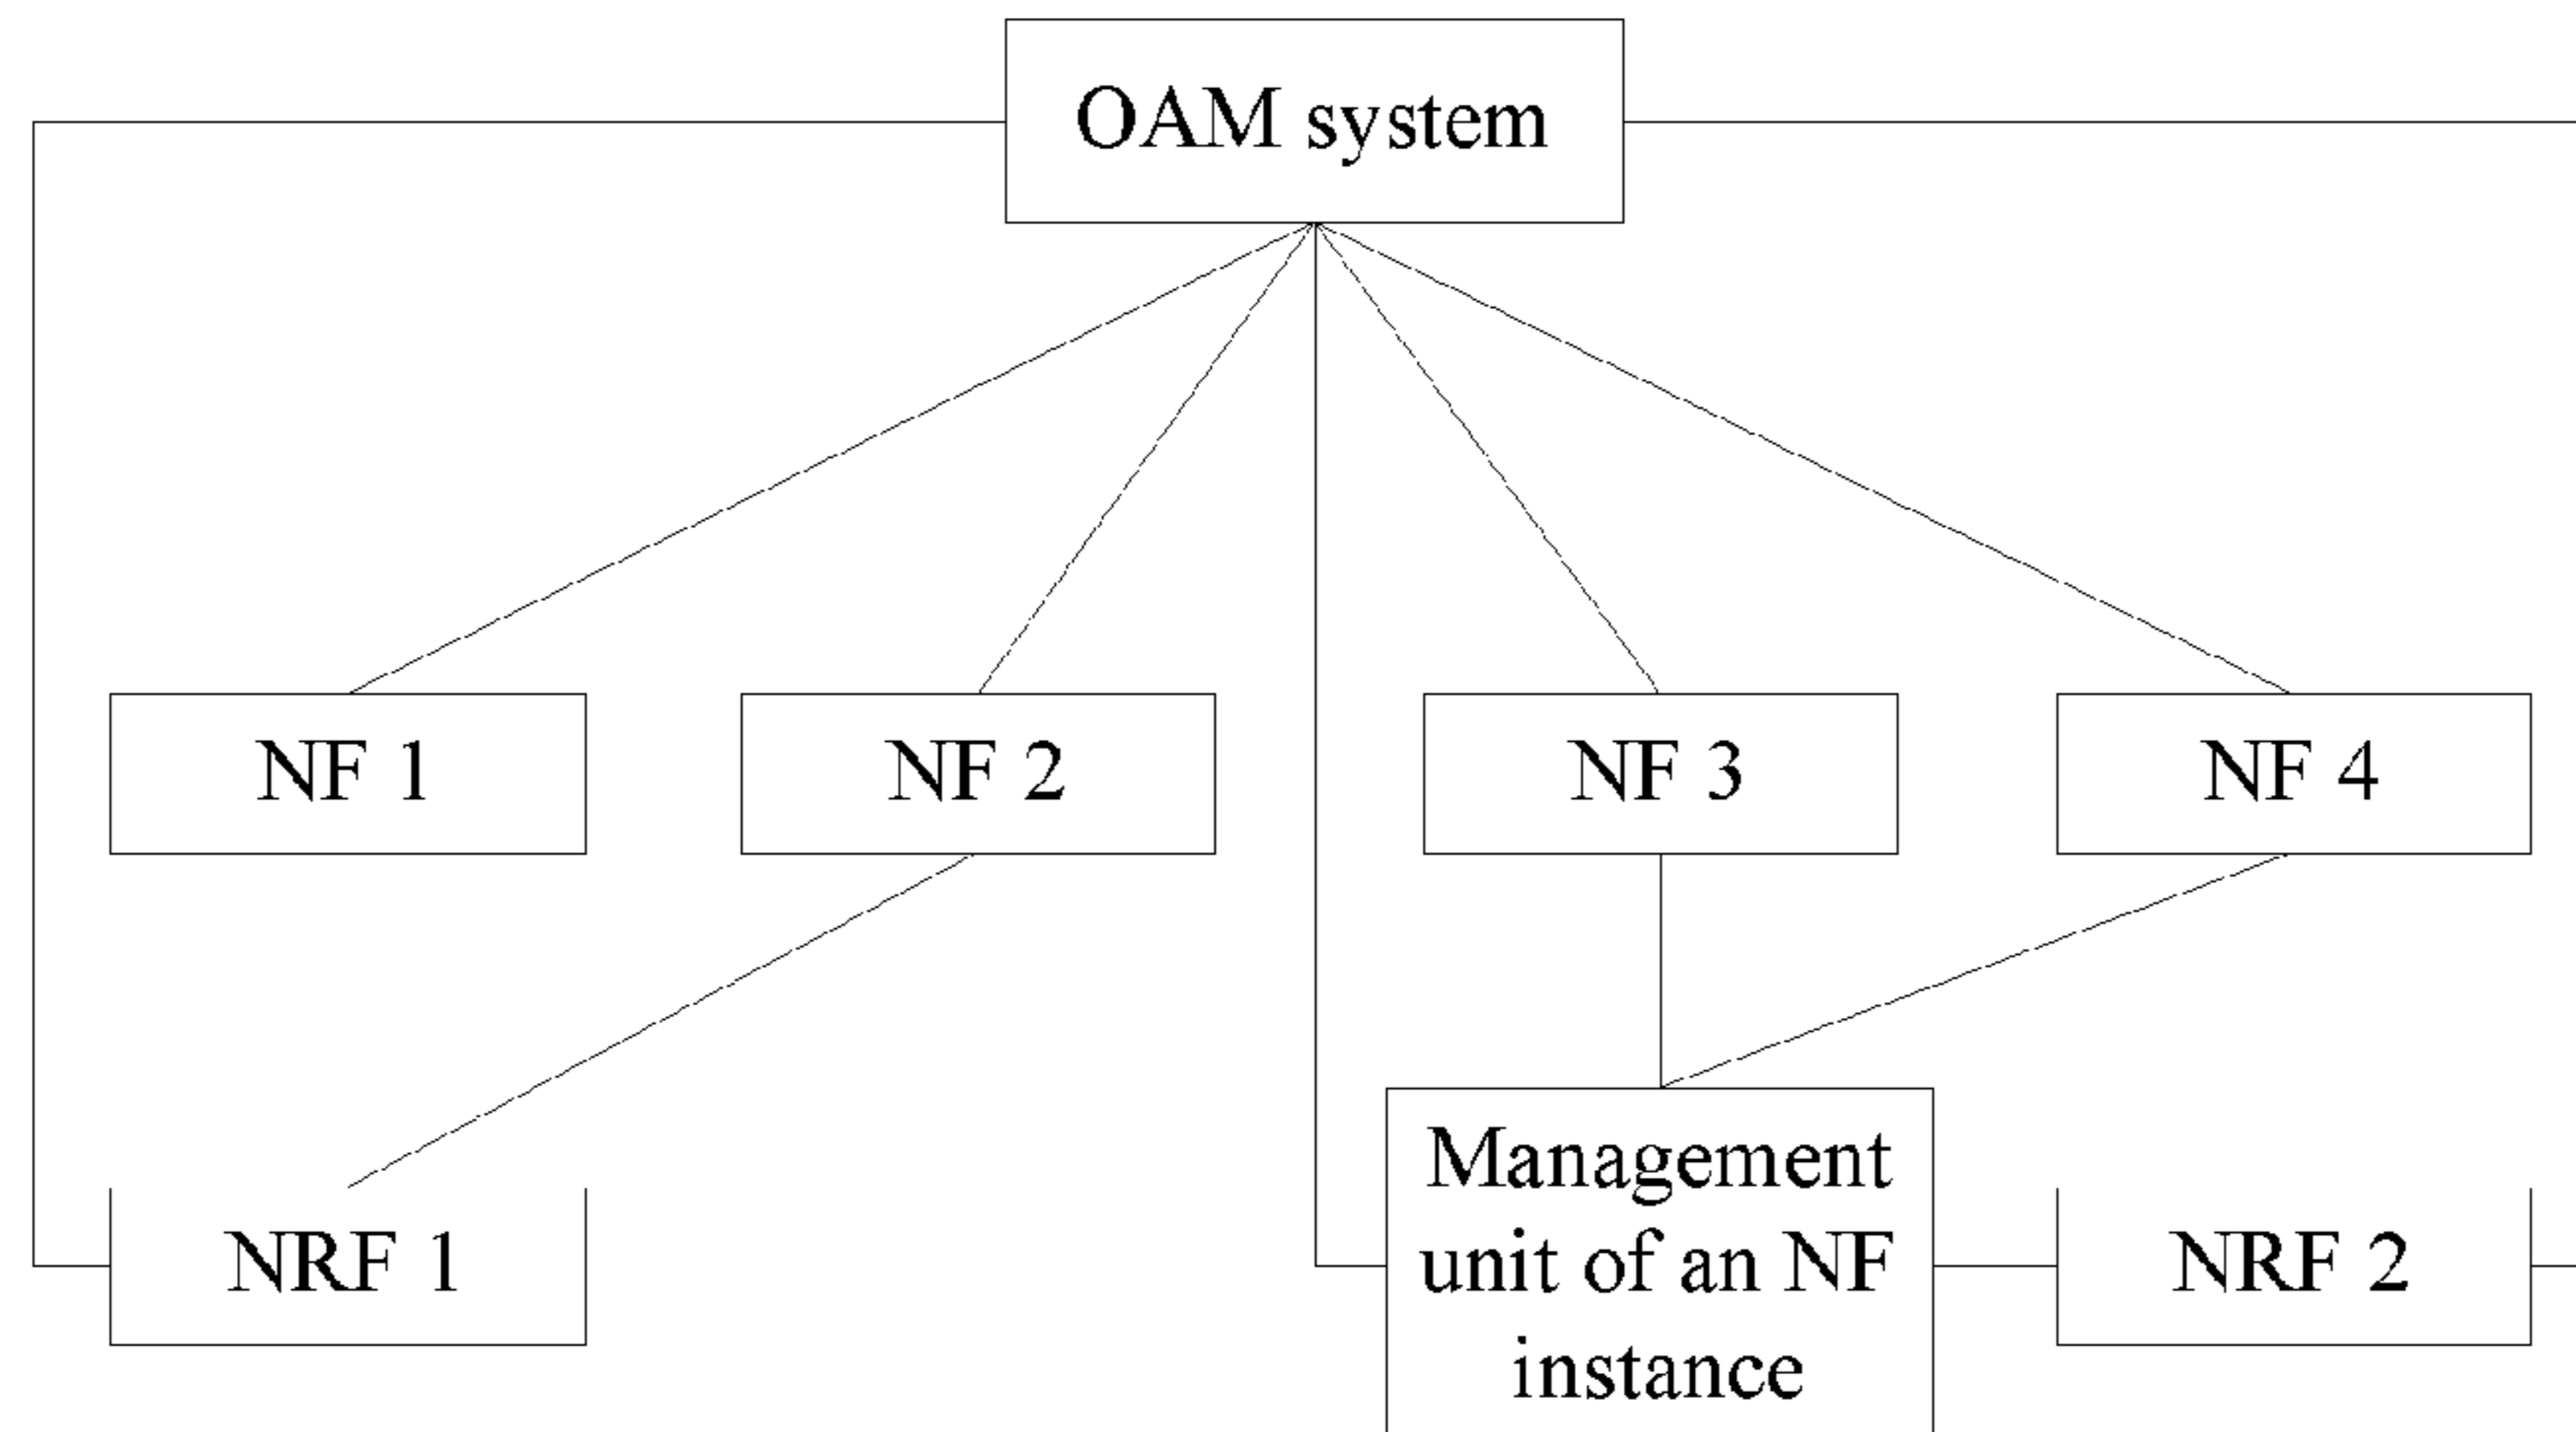 OAM system
NF 1
NF 2
NF 3
NF 4
NRF 1
Management
unit of an NF
instance
NRF 2